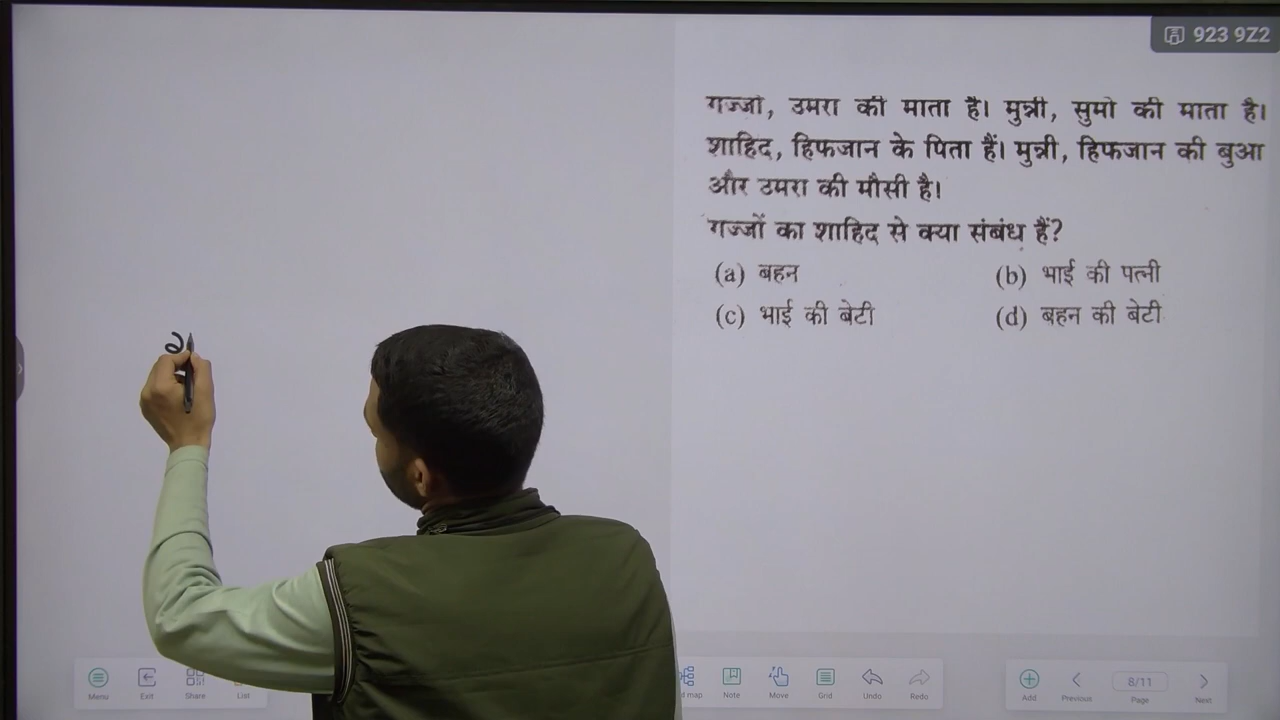 923 9Z2
गज्जो, उमरा की माता है। मुन्नी, सुमो की माता है।
शाहिद, हिफजान के पिता हैं। मुन्नी, हिफजान की बुआ
और उमरा की मौसी है।
गज्जों का शाहिद से क्या संबंध हैं?
(a) बहन (b) भाई की पत्नी
(c) भाई की बेटी (d) बहन की बेटी
Menu Exit Share List d map Note Move Grid Undo Redo Add Previous 8/11 Page Next